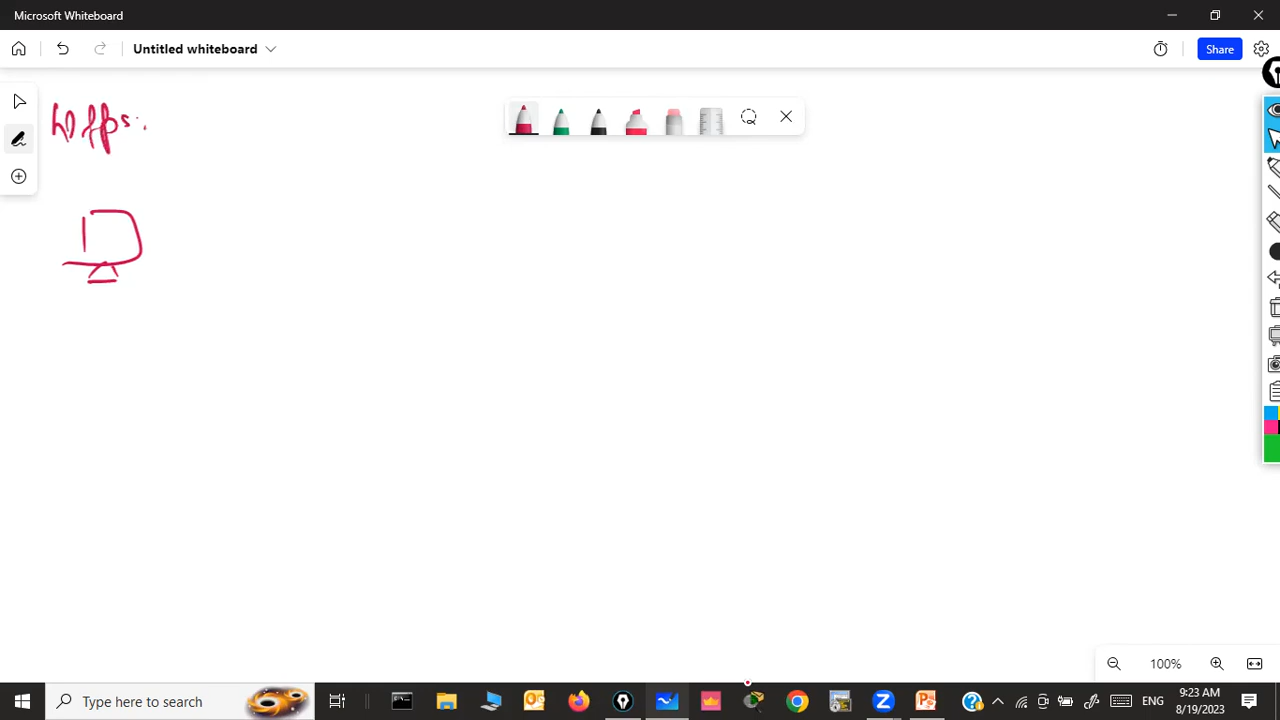 Microsoft Whiteboard
Untitled whiteboard
Share
100%
Type here to search
ENG
9:23 AM
8/19/2023